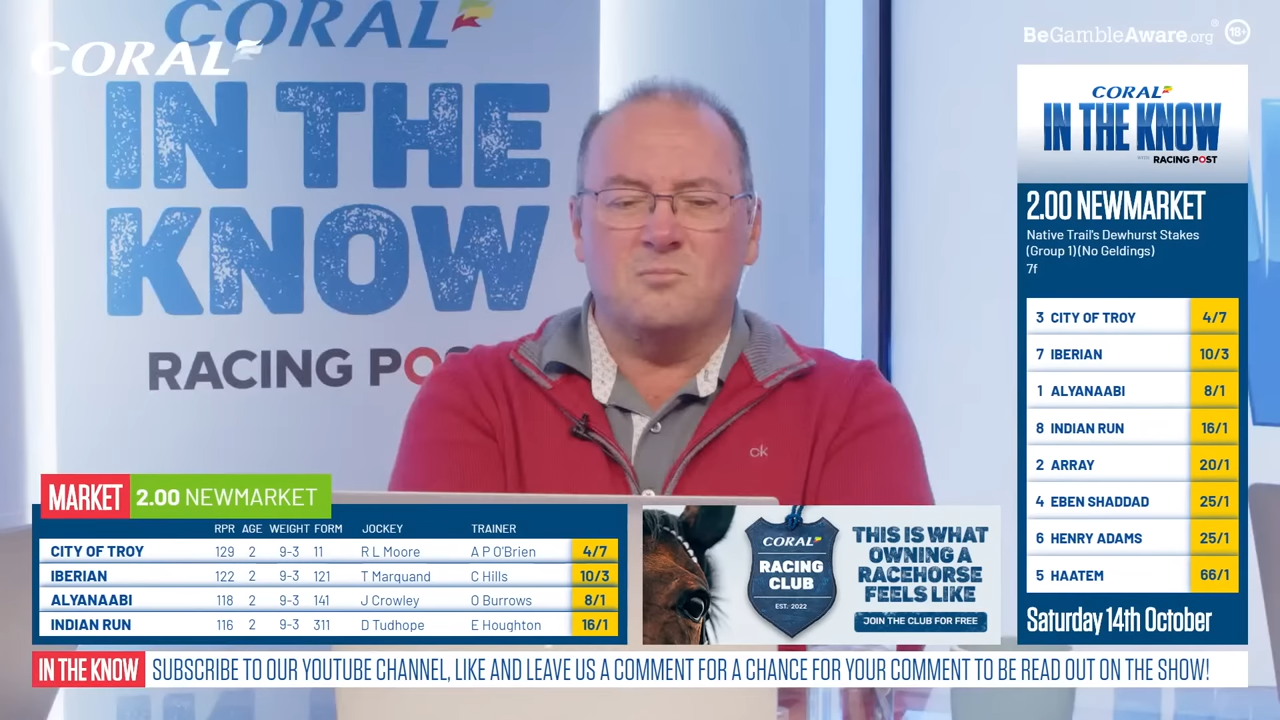 CORAL
IN THE
KNOW
RACING POS
CORAL
BeGambleAware.org 18+
CORAL
IN THE KNOW
WITH RACING POST
2.00 NEWMARKET
Native Trail's Dewhurst Stakes
(Group 1)(No Geldings)
7f
3 CITY OF TROY 4/7
7 IBERIAN 10/3
1 ALYANAABI 8/1
8 INDIAN RUN 16/1
2 ARRAY 20/1
4 EBEN SHADDAD 25/1
6 HENRY ADAMS 25/1
5 HAATEM 66/1
Saturday 14th October
ok
MARKET 2.00 NEWMARKET
RPR AGE WEIGHT FORM JOCKEY TRAINER
CITY OF TROY 129 2 9-3 11 R L Moore A P O'Brien 4/7
IBERIAN 122 2 9-3 121 T Marquand C Hills 10/3
ALYANAABI 118 2 9-3 141 J Crowley O Burrows 8/1
INDIAN RUN 116 2 9-3 311 D Tudhope E Houghton 16/1
CORAL
RACING
CLUB
EST. 2022
THIS IS WHAT
OWNING A
RACEHORSE
FEELS LIKE
JOIN THE CLUB FOR FREE
IN THE KNOW SUBSCRIBE TO OUR YOUTUBE CHANNEL, LIKE AND LEAVE US A COMMENT FOR A CHANCE FOR YOUR COMMENT TO BE READ OUT ON THE SHOW!